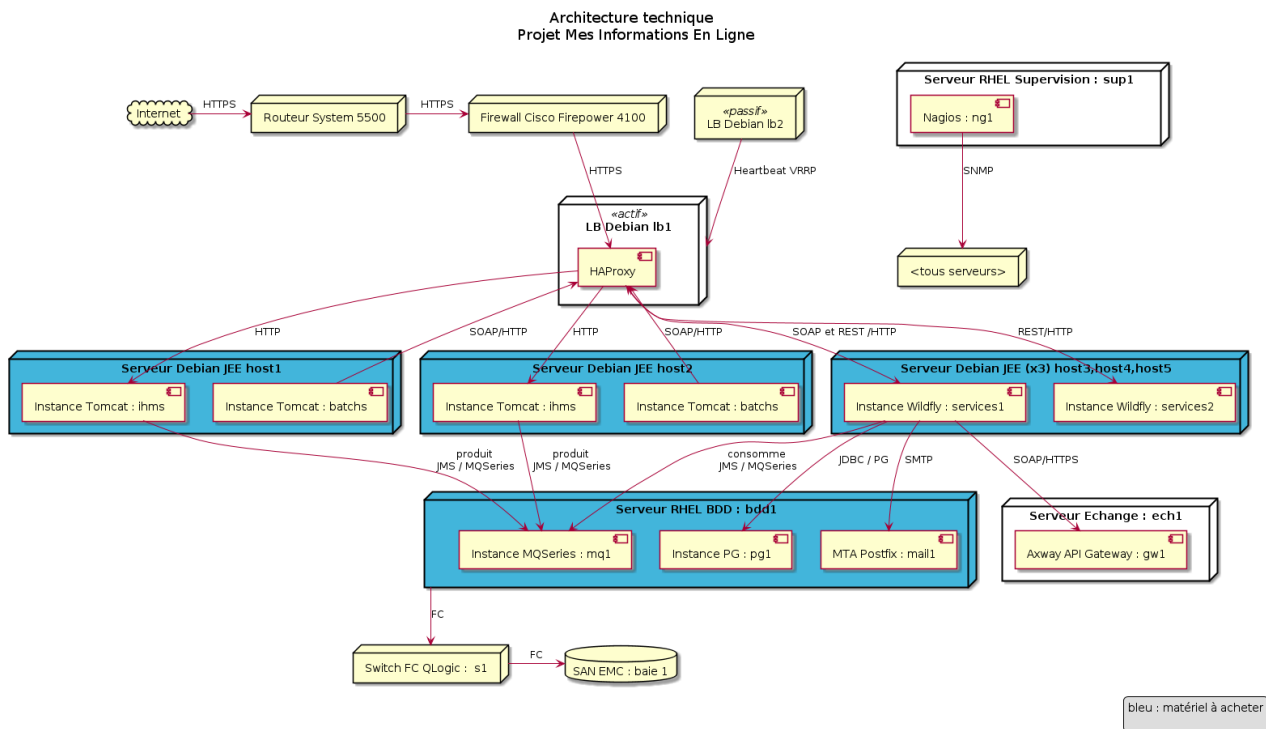 Architecture technique
Projet Mes Informations En Ligne
Serveur RHEL Supervision : sup1
Nagios : ng1
Internet
HTTPS
Routeur System 5500
HTTPS
Firewall Cisco Firepower 4100
«passif»
LB Debian lb2
HTTPS
Heartbeat VRRP
SNMP
«actif»
LB Debian lb1
HAProxy
<tous serveurs>
HTTP
SOAP/HTTP
HTTP
SOAP/HTTP
SOAP et REST /HTTP
REST/HTTP
Serveur Debian JEE host1
Instance Tomcat : ihms
Instance Tomcat : batchs
Serveur Debian JEE host2
Instance Tomcat : ihms
Instance Tomcat : batchs
Serveur Debian JEE (x3) host3,host4,host5
Instance Wildfly : services1
Instance Wildfly : services2
produit
JMS / MQSeries
produit
JMS / MQSeries
consomme
JMS / MQSeries
JDBC / PG
SMTP
SOAP/HTTPS
Serveur RHEL BDD : bdd1
Instance MQSeries : mq1
Instance PG : pg1
MTA Postfix : mail1
Serveur Echange : ech1
Axway API Gateway : gw1
FC
Switch FC QLogic : s1
FC
SAN EMC : baie 1
bleu : matériel à acheter